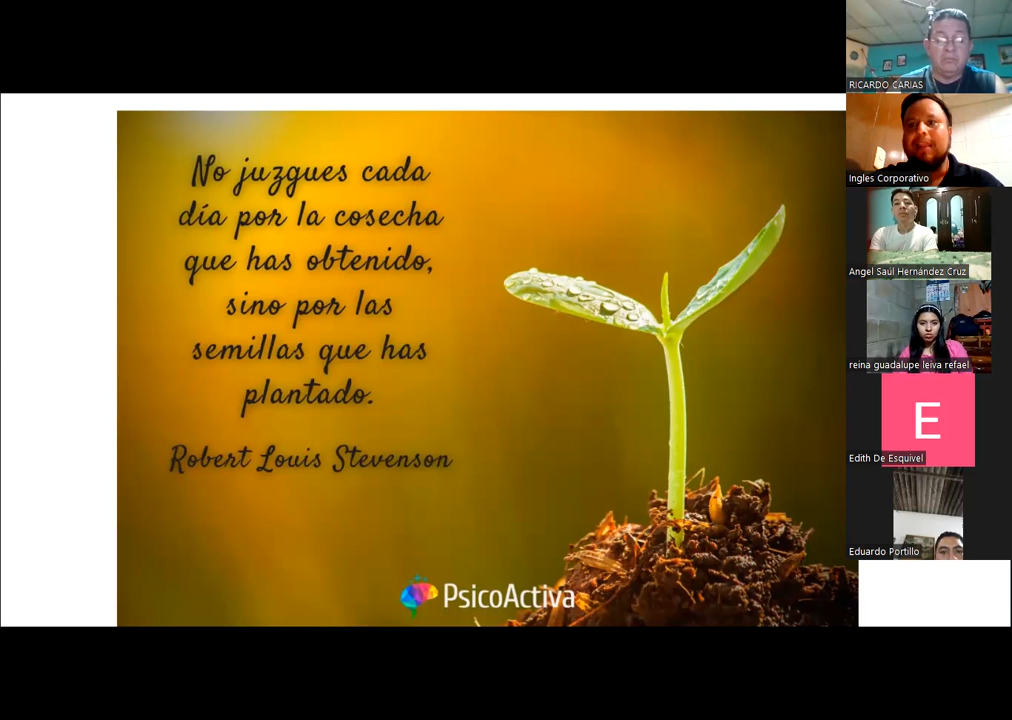 No juzgues cada
día por la cosecha
que has obtenido,
sino por las
semillas que has
plantado.
Robert Louis Stevenson
PsicoActiva
RICARDO CARIAS
Ingles Corporativo
Angel Saúl Hernández Cruz
reina guadalupe leiva refael
E
Edith De Esquivel
Eduardo Portillo